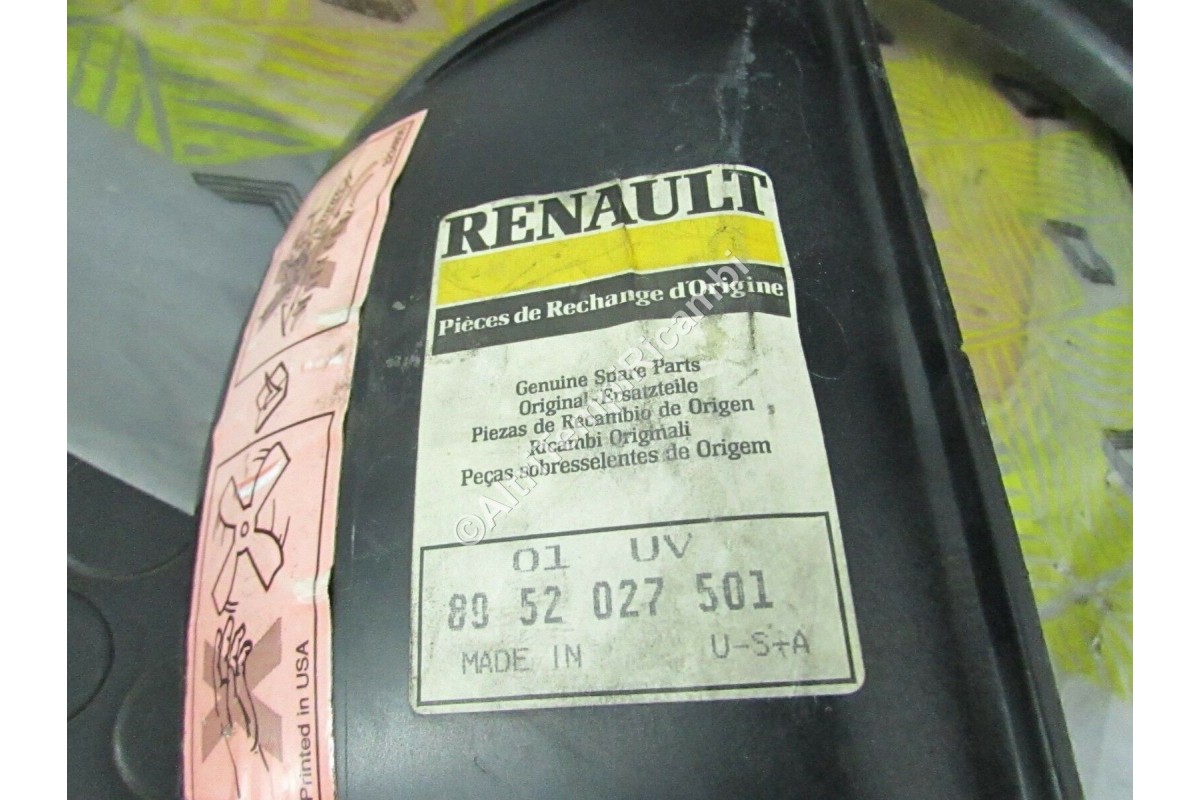 RENAULT
Pièces de Rechange d'Origine
Genuine Spare Parts
Original-Ersatzteile
Piezas de Recambio de Origen
Ricambi Originali
Peças sobresselentes de Origem
01 UV
89 52 027 501
MADE IN U-S-A
Printed in USA